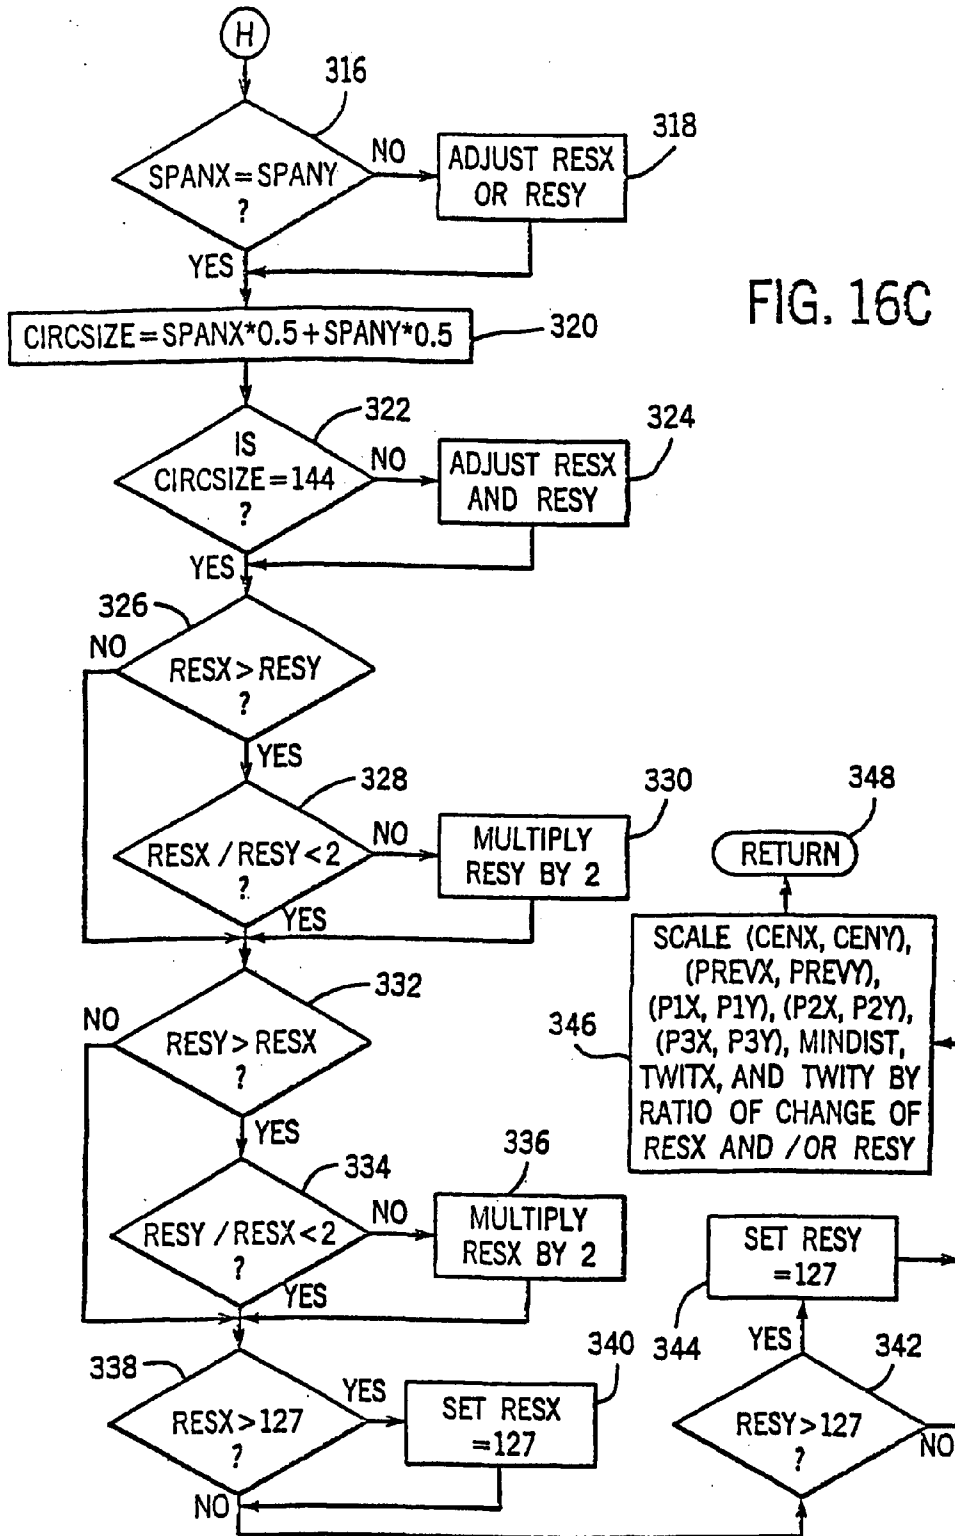 H
316
SPANX=SPANY
?
NO
ADJUST RESX
OR RESY
318
YES
FIG. 16C
CIRCSIZE=SPANX*0.5+SPANY*0.5
320
322
IS
CIRCSIZE=144
?
NO
ADJUST RESX
AND RESY
324
YES
326
NO
RESX>RESY
?
YES
328
RESX/RESY<2
?
NO
MULTIPLY
RESY BY 2
330
YES
348
RETURN
332
NO
RESY>RESX
?
YES
346
SCALE (CENX, CENY),
(PREVX, PREVY),
(P1X, P1Y), (P2X, P2Y),
(P3X, P3Y), MINDIST,
TWITX, AND TWITY BY
RATIO OF CHANGE OF
RESX AND /OR RESY
334
RESY/RESX<2
?
NO
336
MULTIPLY
RESX BY 2
YES
338
RESX>127
?
YES
340
SET RESX
=127
NO
SET RESY
=127
344
YES
342
RESY>127
?
NO